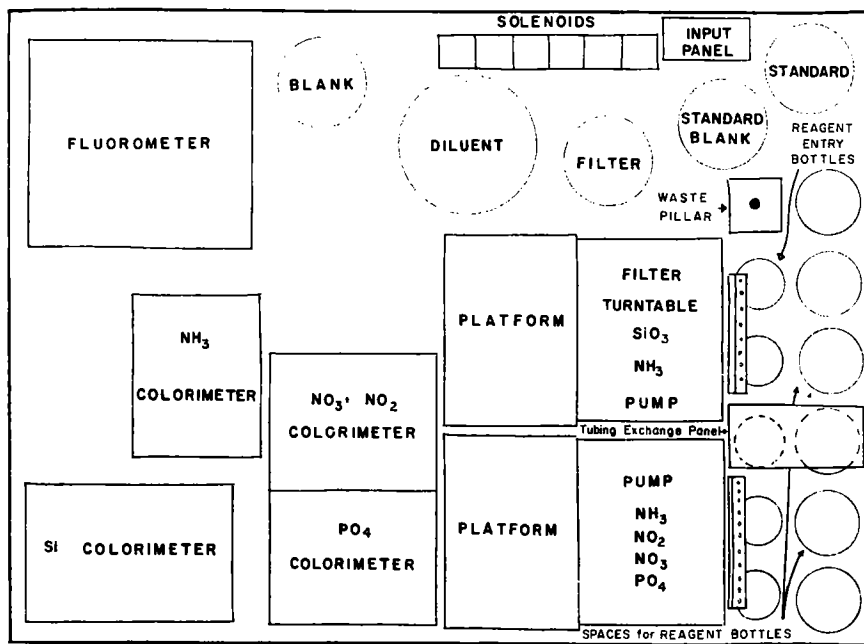 SOLENOIDS
INPUT
PANEL
STANDARD
BLANK
STANDARD
BLANK
REAGENT
ENTRY
BOTTLES
FLUOROMETER
DILUENT
FILTER
WASTE
PILLAR
FILTER
TURNTABLE
SiO3
NH3
PUMP
PLATFORM
NH3
COLORIMETER
NO3, NO2
COLORIMETER
Tubing Exchange Panel
PUMP
NH3
NO2
NO3
PO4
PLATFORM
PO4
COLORIMETER
Si COLORIMETER
SPACES for REAGENT BOTTLES